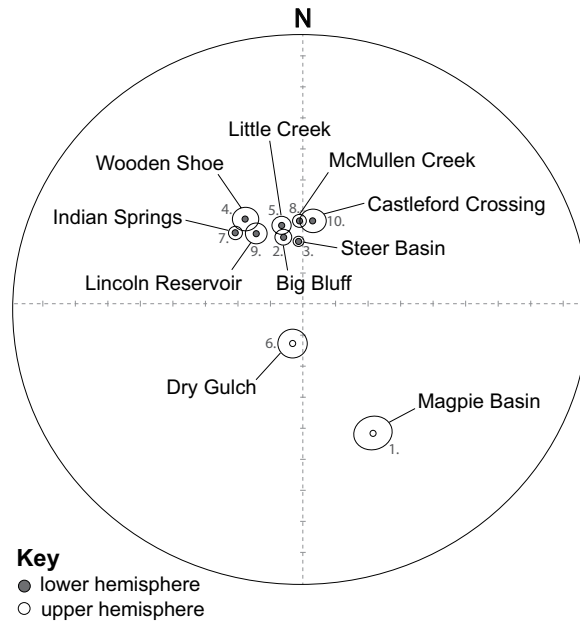 N
Little Creek
Wooden Shoe
McMullen Creek
4.
5.
8.
Castleford Crossing
10.
Indian Springs
7.
9.
2.
3.
Steer Basin
Lincoln Reservoir
Big Bluff
6.
Dry Gulch
Magpie Basin
1.
Key
lower hemisphere
upper hemisphere